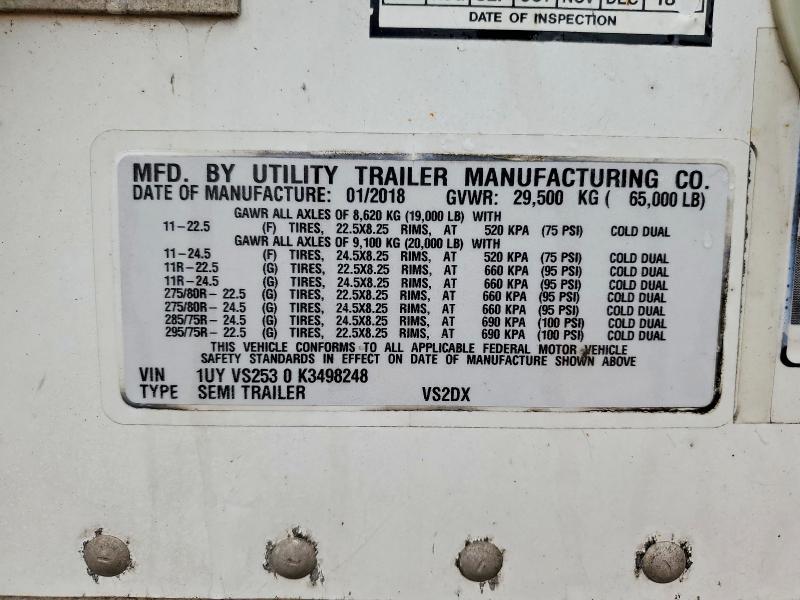 OCT NOV DEC 18
DATE OF INSPECTION
MFD. BY UTILITY TRAILER MANUFACTURING CO.
DATE OF MANUFACTURE: 01/2018 GVWR: 29,500 KG ( 65,000 LB)
GAWR ALL AXLES OF 8,620 KG (19,000 LB) WITH
11-22.5 (F) TIRES, 22.5X8.25 RIMS, AT 520 KPA (75 PSI) COLD DUAL
GAWR ALL AXLES OF 9,100 KG (20,000 LB) WITH
11-24.5 (F) TIRES, 24.5X8.25 RIMS, AT 520 KPA (75 PSI) COLD DUAL
11R-22.5 (G) TIRES, 22.5X8.25 RIMS, AT 660 KPA (95 PSI) COLD DUAL
11R-24.5 (G) TIRES, 24.5X8.25 RIMS, AT 660 KPA (95 PSI) COLD DUAL
275/80R- 22.5 (G) TIRES, 22.5X8.25 RIMS, AT 660 KPA (95 PSI) COLD DUAL
275/80R- 24.5 (G) TIRES, 24.5X8.25 RIMS, AT 660 KPA (95 PSI) COLD DUAL
285/75R- 24.5 (G) TIRES, 24.5X8.25 RIMS, AT 690 KPA (100 PSI) COLD DUAL
295/75R- 22.5 (G) TIRES, 22.5X8.25 RIMS, AT 690 KPA (100 PSI) COLD DUAL
THIS VEHICLE CONFORMS TO ALL APPLICABLE FEDERAL MOTOR VEHICLE
SAFETY STANDARDS IN EFFECT ON DATE OF MANUFACTURE SHOWN ABOVE
VIN 1UY VS253 0 K3498248
TYPE SEMI TRAILER VS2DX